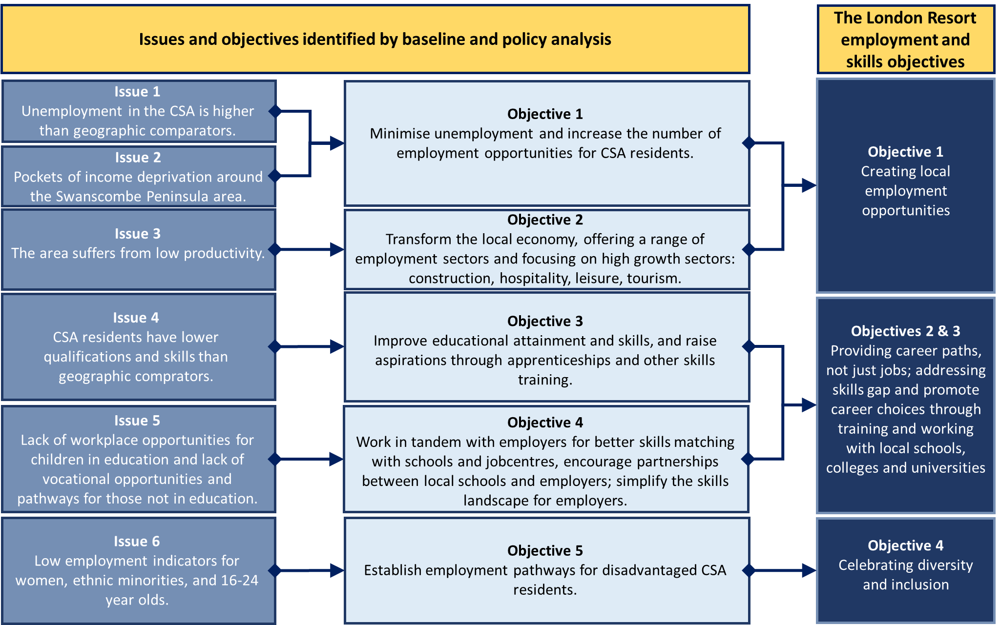 Issues and objectives identified by baseline and policy analysis
The London Resort
employment and
skills objectives
Issue 1
Unemployment in the CSA is higher
than geographic comparators.
Issue 2
Pockets of income deprivation around
the Swanscombe Peninsula area.
Objective 1
Minimise unemployment and increase the number of
employment opportunities for CSA residents.
Objective 1
Creating local
employment
opportunities
Issue 3
The area suffers from low productivity.
Objective 2
Transform the local economy, offering a range of
employment sectors and focusing on high growth sectors:
construction, hospitality, leisure, tourism.
Issue 4
CSA residents have lower
qualifications and skills than
geographic comprators.
Objective 3
Improve educational attainment and skills, and raise
aspirations through apprenticeships and other skills
training.
Objectives 2 & 3
Providing career paths,
not just jobs; addressing
skills gap and promote
career choices through
training and working
with local schools,
colleges and universities
Issue 5
Lack of workplace opportunities for
children in education and lack of
vocational opportunities and
pathways for those not in education.
Objective 4
Work in tandem with employers for better skills matching
with schools and jobcentres, encourage partnerships
between local schools and employers; simplify the skills
landscape for employers.
Issue 6
Low employment indicators for
women, ethnic minorities, and 16-24
year olds.
Objective 5
Establish employment pathways for disadvantaged CSA
residents.
Objective 4
Celebrating diversity
and inclusion